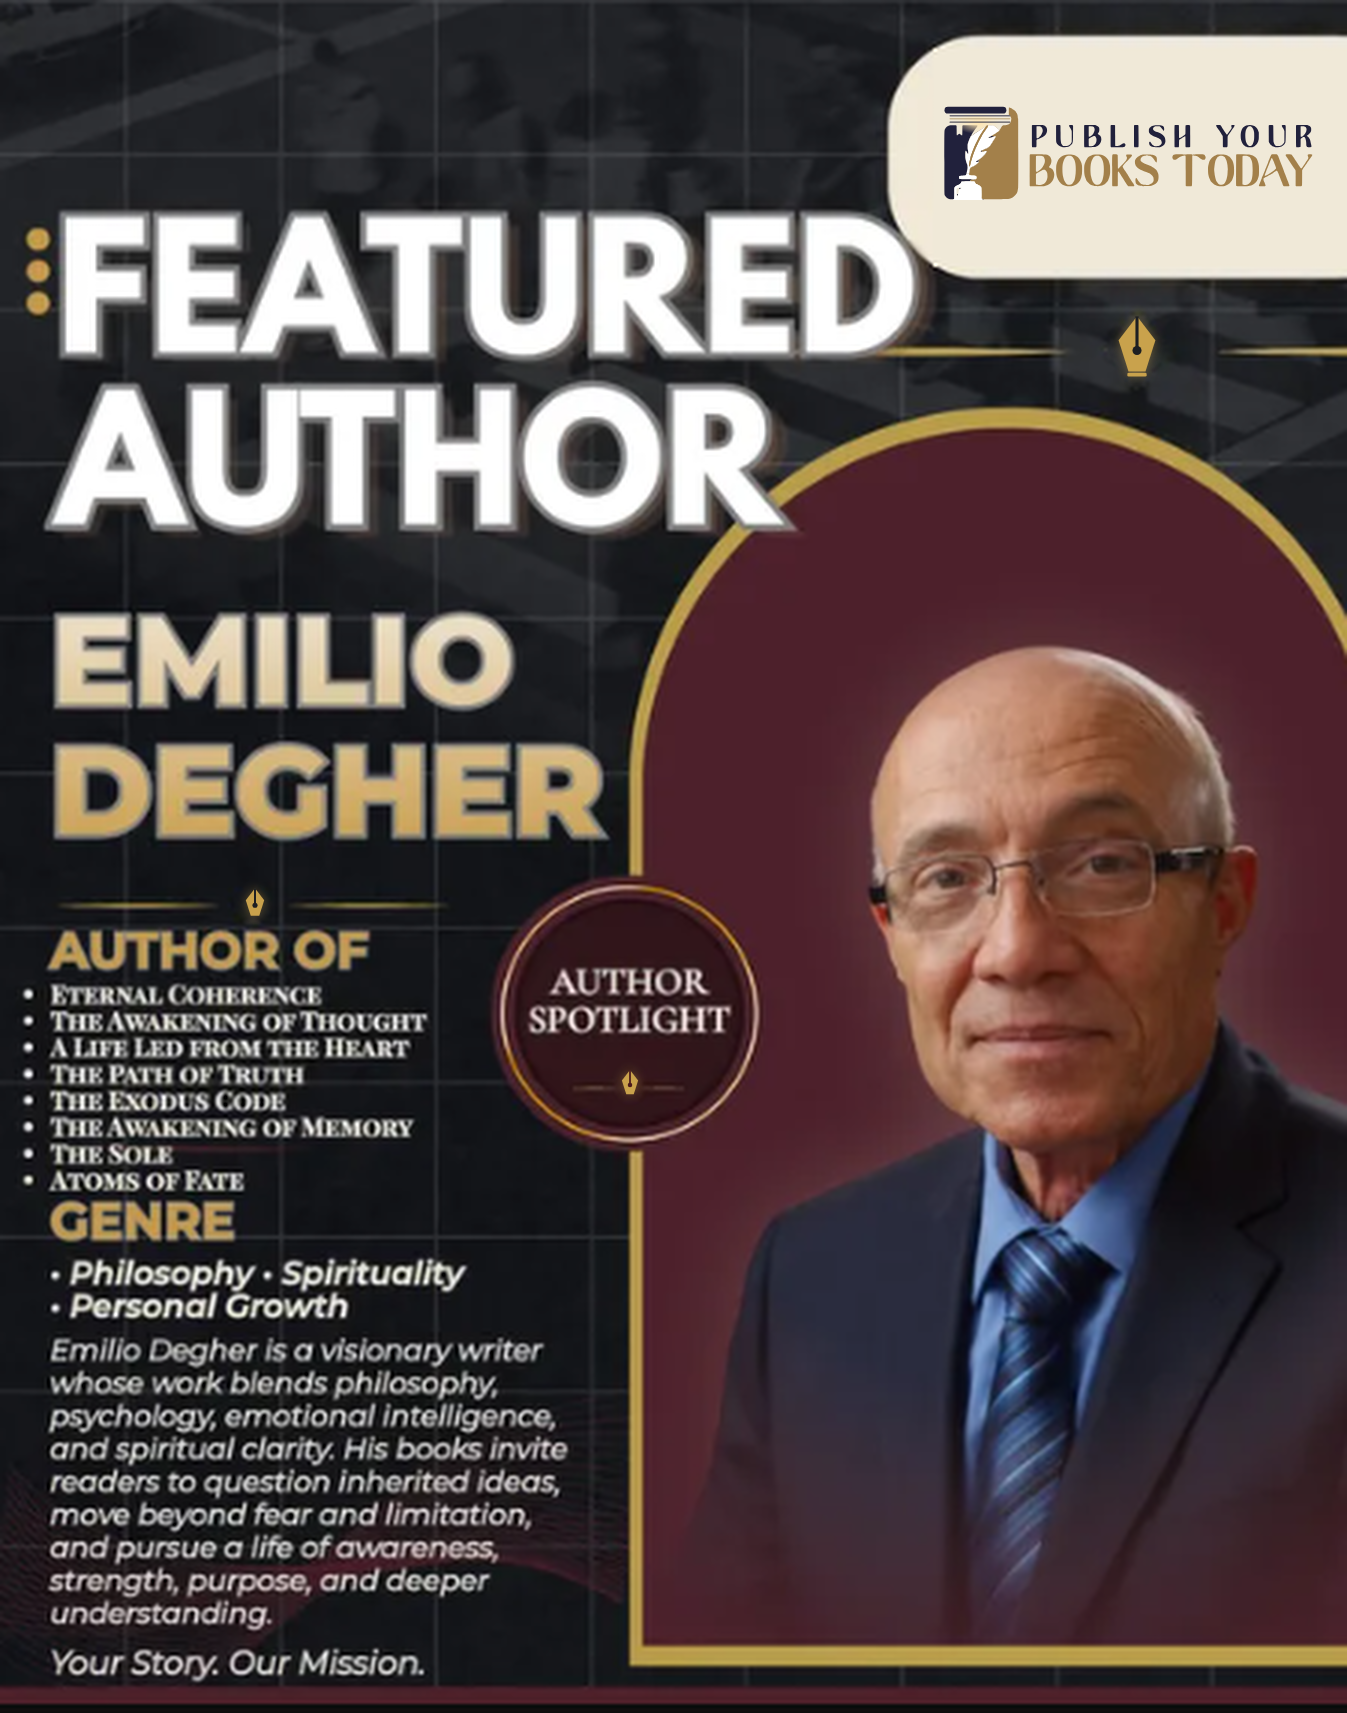 PUBLISH YOUR
BOOKS TODAY
FEATURED
AUTHOR
EMILIO
DEGHER
AUTHOR OF
• ETERNAL COHERENCE
• THE AWAKENING OF THOUGHT
• A LIFE LED FROM THE HEART
• THE PATH OF TRUTH
• THE EXODUS CODE
• THE AWAKENING OF MEMORY
• THE SOLE
• ATOMS OF FATE
AUTHOR
SPOTLIGHT
GENRE
• Philosophy • Spirituality
• Personal Growth
Emilio Degher is a visionary writer
whose work blends philosophy,
psychology, emotional intelligence,
and spiritual clarity. His books invite
readers to question inherited ideas,
move beyond fear and limitation,
and pursue a life of awareness,
strength, purpose, and deeper
understanding.
Your Story. Our Mission.